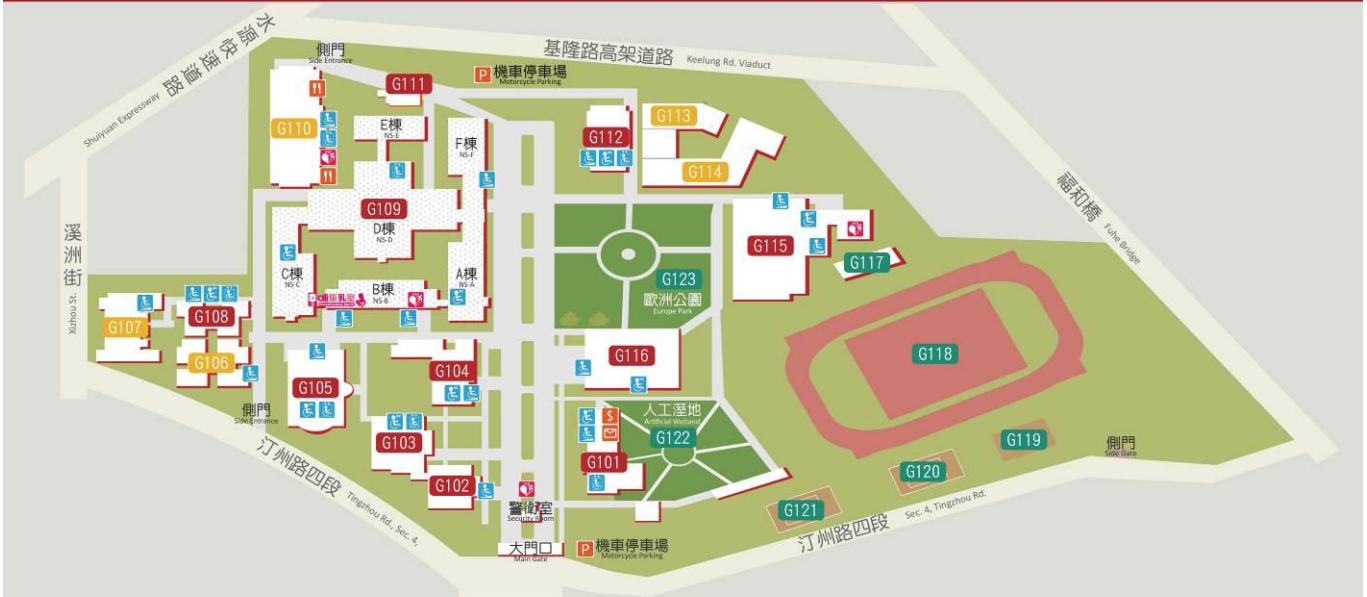 水源快速道路
Shuiyuan Expressway
側門
Side Entrance
基隆路高架道路
Keelung Rd. Viaduct
P 機車停車場
Motorcycle Parking
G111
G110
E棟
NS-E
F棟
NS-F
G112
G113
G114
福和橋
Fuhe Bridge
溪洲街
Xizhou St.
G109
D棟
NS-D
C棟
NS-C
B棟
NS-B
哺集乳室
A棟
NS-A
G115
G117
G123
歐洲公園
Europe Park
G107
G108
G106
G105
G104
G116
G118
側門
Side Entrance
G103
G102
人工溼地
Artificial Wetland
G122
$
G101
G119
G120
G121
側門
Side Gate
汀州路四段
Tingzhou Rd., Sec. 4,
警衛室
Security Room
大門口
Main Gate
P 機車停車場
Motorcycle Parking
汀州路四段
Sec. 4, Tingzhou Rd.